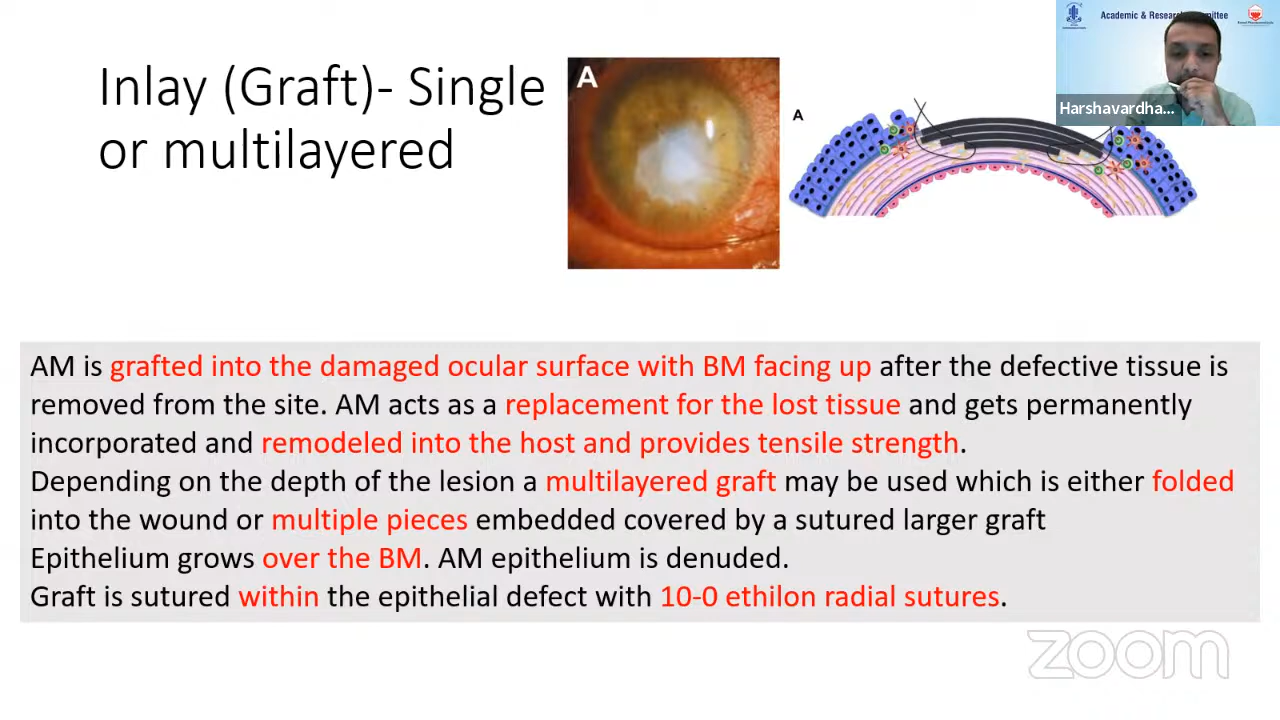 Academic & Research Committee
Harshavardha...
Inlay (Graft)- Single
or multilayered
A
A
AM is grafted into the damaged ocular surface with BM facing up after the defective tissue is
removed from the site. AM acts as a replacement for the lost tissue and gets permanently
incorporated and remodeled into the host and provides tensile strength.
Depending on the depth of the lesion a multilayered graft may be used which is either folded
into the wound or multiple pieces embedded covered by a sutured larger graft
Epithelium grows over the BM. AM epithelium is denuded.
Graft is sutured within the epithelial defect with 10-0 ethilon radial sutures.
zoom